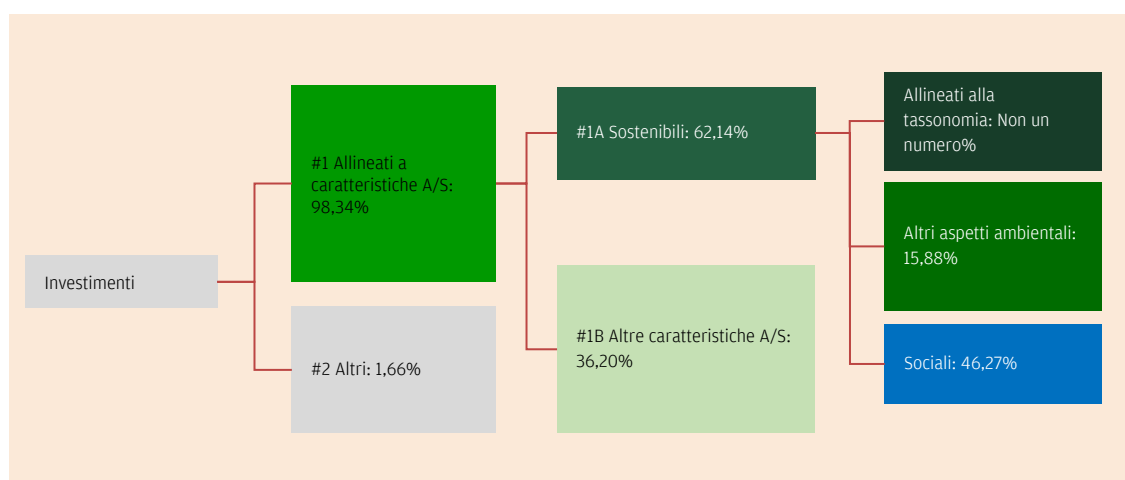 Investimenti
#1 Allineati a
caratteristiche A/S:
98,34%
#2 Altri: 1,66%
#1A Sostenibili: 62,14%
#1B Altre caratteristiche A/S:
36,20%
Allineati alla
tassonomia: Non un
numero%
Altri aspetti ambientali:
15,88%
Sociali: 46,27%